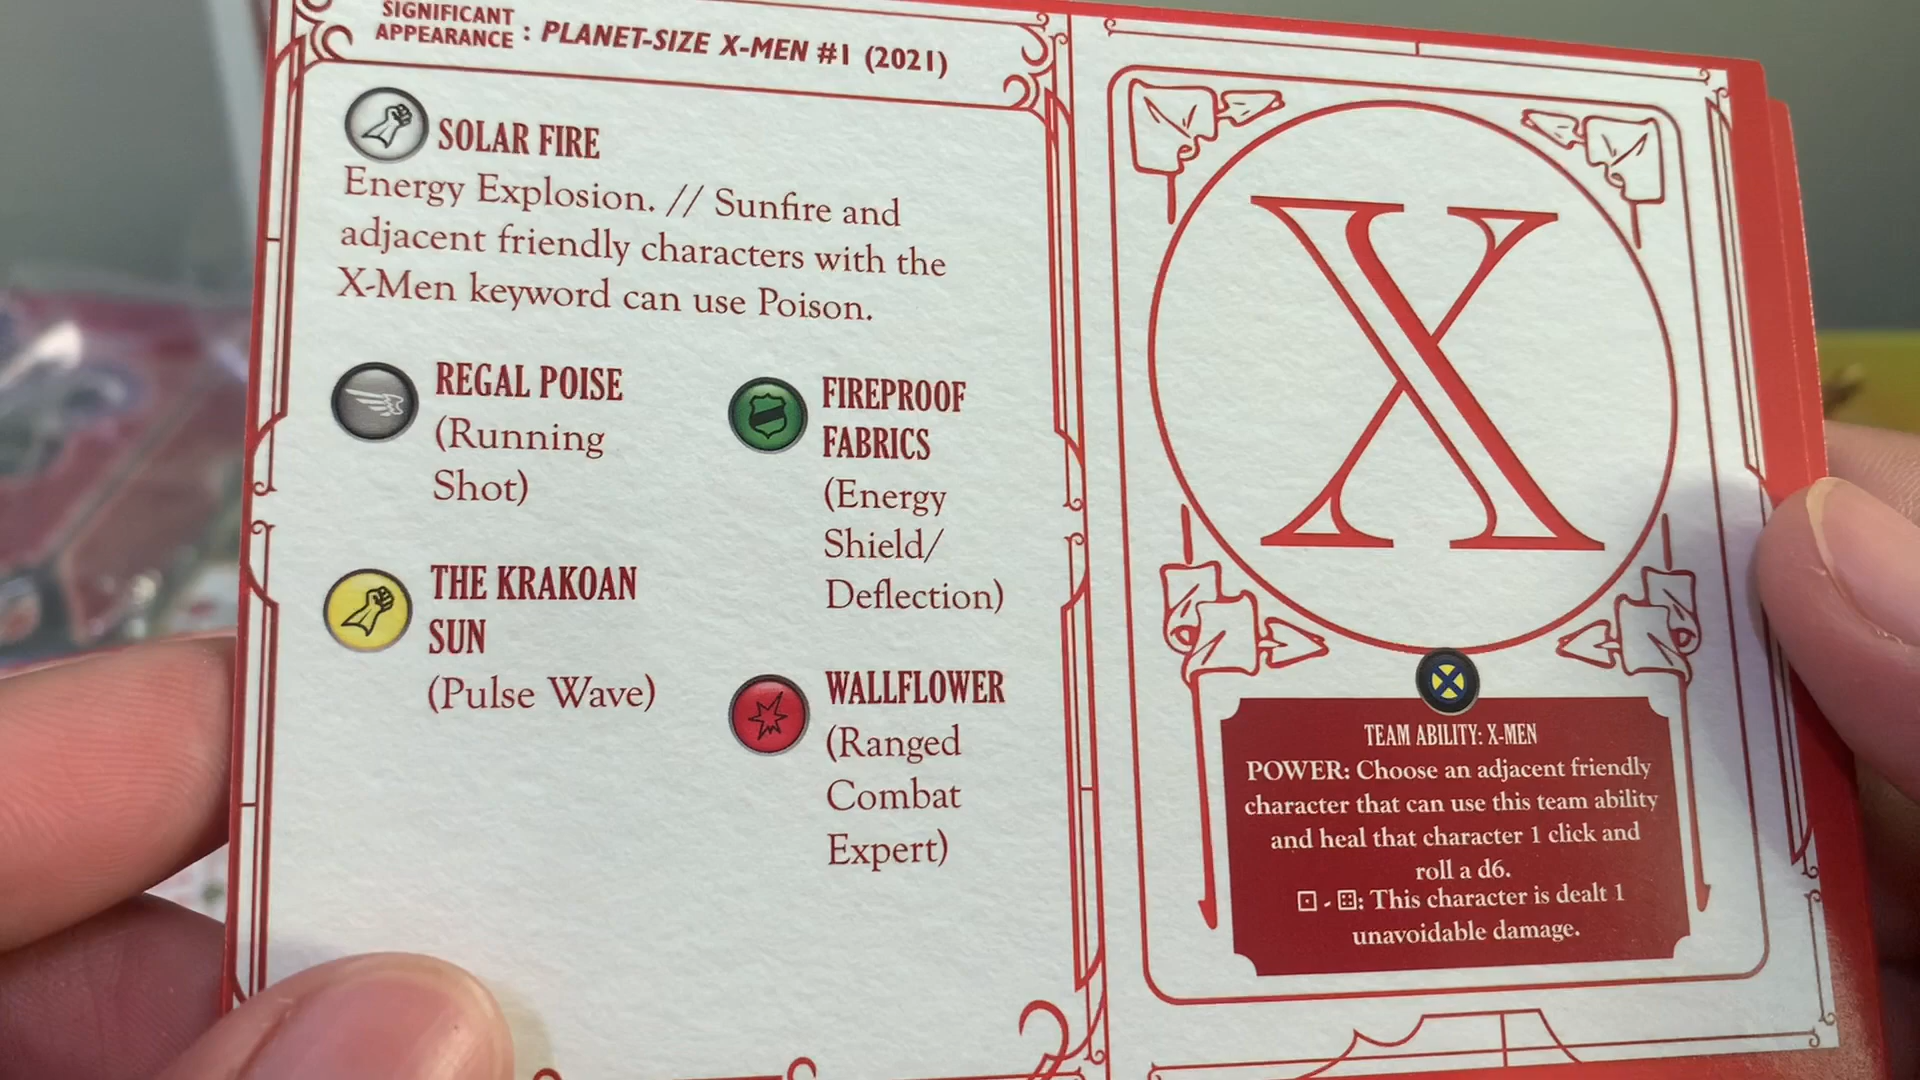 SIGNIFICANT
APPEARANCE : PLANET-SIZE X-MEN #1 (2021)
SOLAR FIRE
Energy Explosion. // Sunfire and
adjacent friendly characters with the
X-Men keyword can use Poison.
REGAL POISE
(Running
Shot)
THE KRAKOAN
SUN
(Pulse Wave)
FIREPROOF
FABRICS
(Energy
Shield/
Deflection)
WALLFLOWER
(Ranged
Combat
Expert)
X
TEAM ABILITY: X-MEN
POWER: Choose an adjacent friendly
character that can use this team ability
and heal that character 1 click and
roll a d6.
⚀ - ⚃: This character is dealt 1
unavoidable damage.